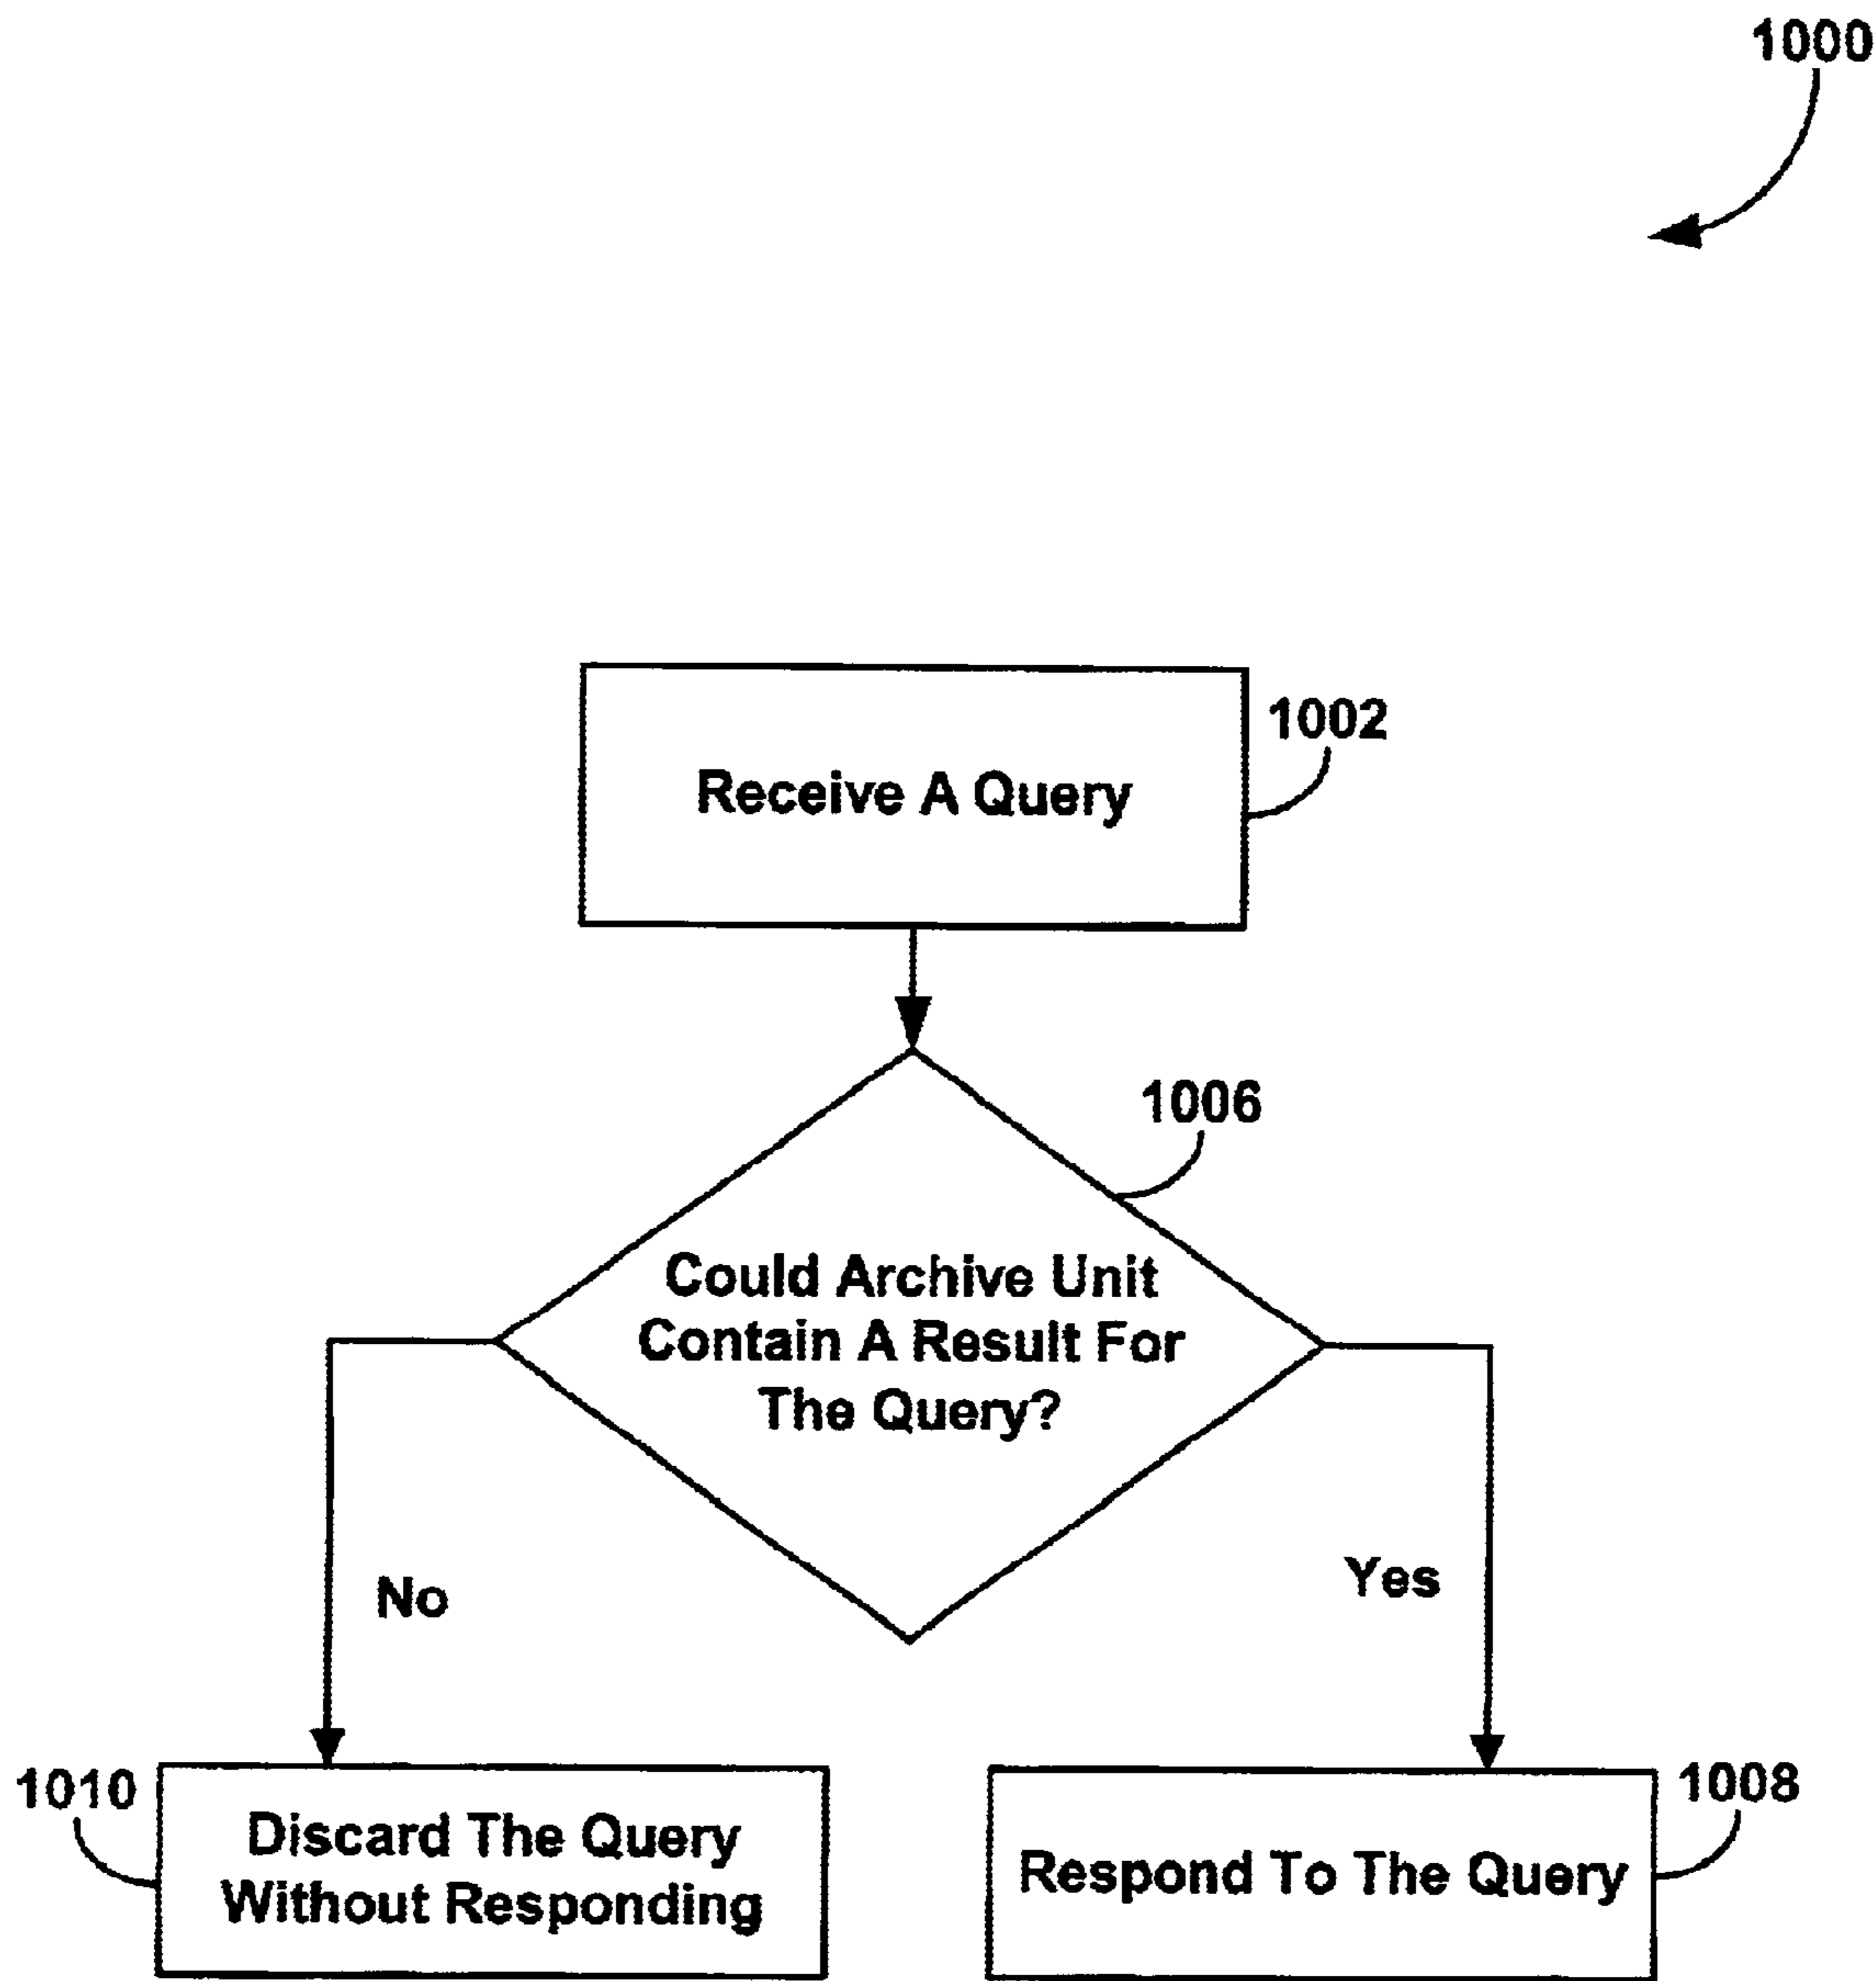 1000
Receive A Query
1002
1006
Could Archive Unit
Contain A Result For
The Query?
No
Yes
1010
Discard The Query
Without Responding
1008
Respond To The Query